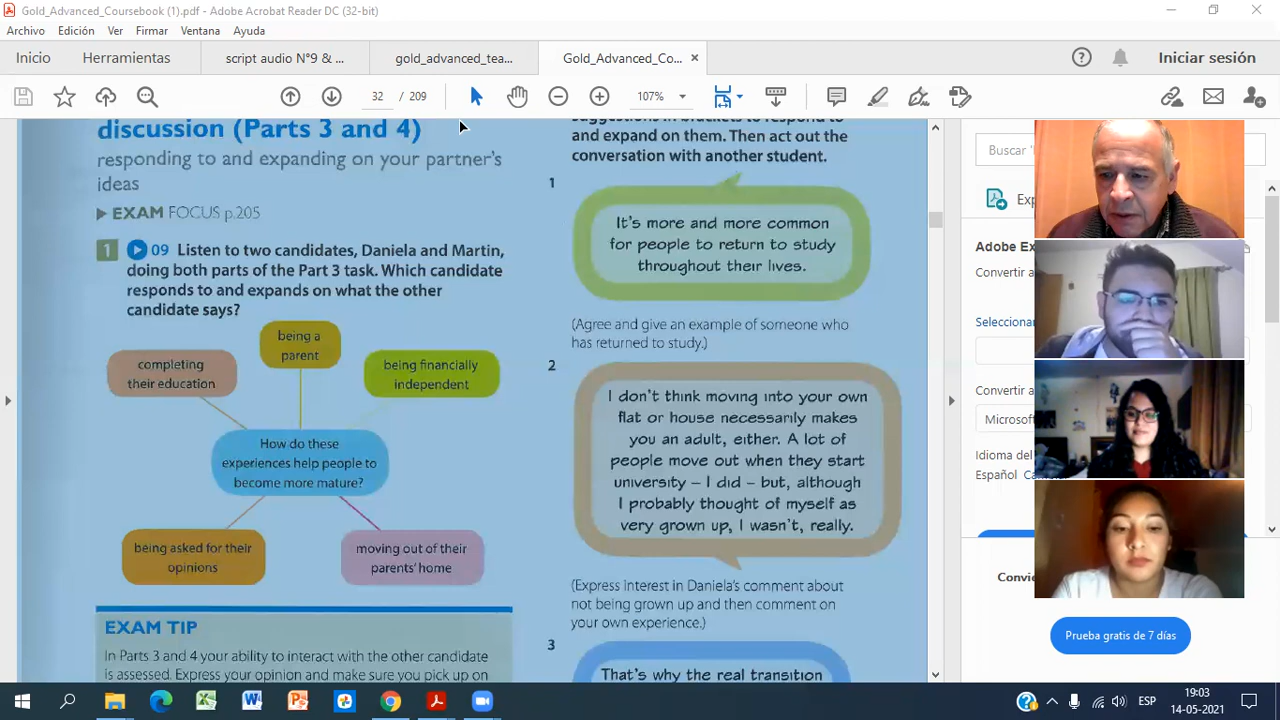 Gold_Advanced_Coursebook (1).pdf - Adobe Acrobat Reader DC (32-bit)
Archivo Edición Ver Firmar Ventana Ayuda
Inicio Herramientas script audio N°9 & ... gold_advanced_tea... Gold_Advanced_Co... × Iniciar sesión
32 / 209 107%
discussion (Parts 3 and 4)
responding to and expanding on your partner's
ideas
EXAM FOCUS p.205
1 09 Listen to two candidates, Daniela and Martin,
doing both parts of the Part 3 task. Which candidate
responds to and expands on what the other
candidate says?
being a
parent
completing
their education
being financially
independent
How do these
experiences help people to
become more mature?
being asked for their
opinions
moving out of their
parents' home
EXAM TIP
In Parts 3 and 4 your ability to interact with the other candidate
is assessed. Express your opinion and make sure you pick up on
suggestions in brackets to respond to
and expand on them. Then act out the
conversation with another student.
1
It's more and more common
for people to return to study
throughout their lives.
(Agree and give an example of someone who
has returned to study.)
2
I don't think moving into your own
flat or house necessarily makes
you an adult, either. A lot of
people move out when they start
university – I did – but, although
I probably thought of myself as
very grown up, I wasn't, really.
(Express interest in Daniela's comment about
not being grown up and then comment on
your own experience.)
3
That's why the real transition
Buscar
Exp
Adobe Ex
Convertir a
Seleccionar
Convertir a
Microsof
Idioma del
Español
Convi
Prueba gratis de 7 días
ESP
19:03
14-05-2021